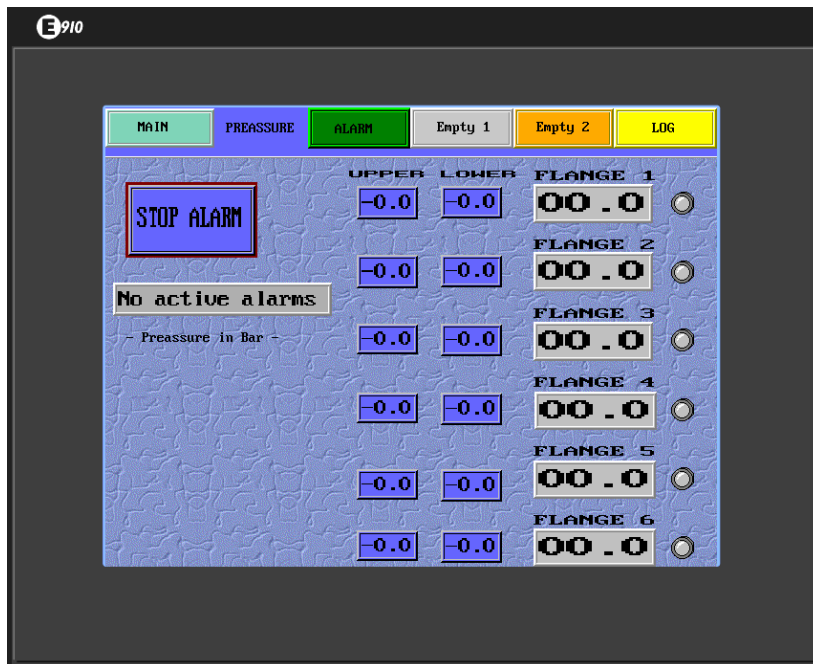 E910
MAIN PREASSURE ALARM Empty 1 Empty 2 LOG
UPPER LOWER FLANGE 1
STOP ALARM -0.0 -0.0 00.0
FLANGE 2
-0.0 -0.0 00.0
No active alarms
FLANGE 3
- Preassure in Bar - -0.0 -0.0 00.0
FLANGE 4
-0.0 -0.0 00.0
FLANGE 5
-0.0 -0.0 00.0
FLANGE 6
-0.0 -0.0 00.0